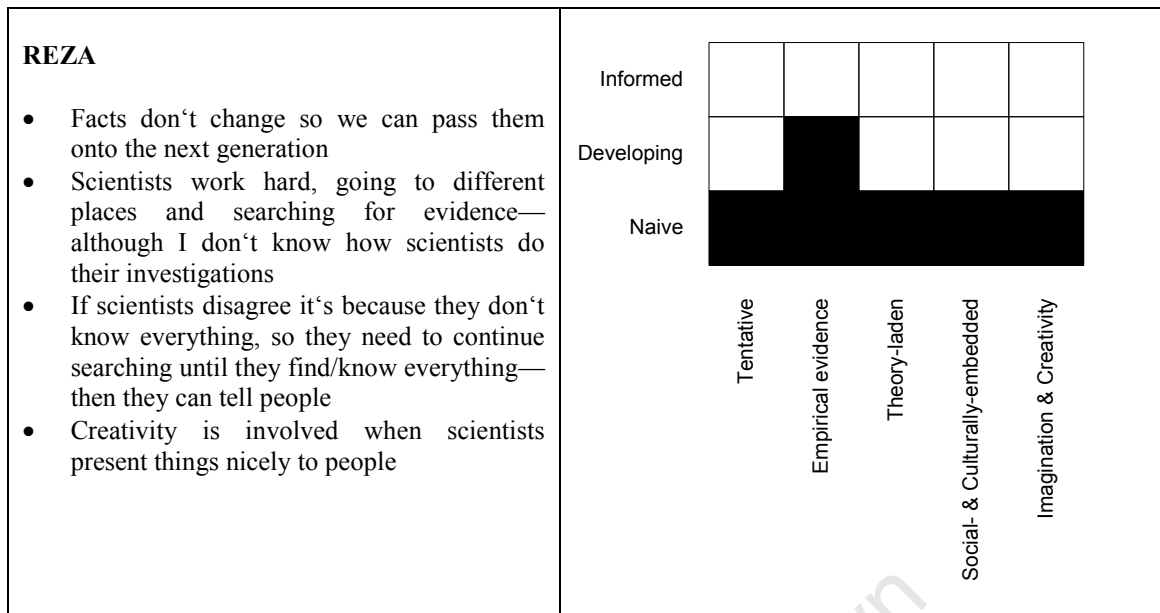 REZA
• Facts don‘t change so we can pass them
onto the next generation
• Scientists work hard, going to different
places and searching for evidence—
although I don‘t know how scientists do
their investigations
• If scientists disagree it‘s because they don‘t
know everything, so they need to continue
searching until they find/know everything—
then they can tell people
• Creativity is involved when scientists
present things nicely to people
Informed
Developing
Naive
Tentative
Empirical evidence
Theory-laden
Social- & Culturally-embedded
Imagination & Creativity